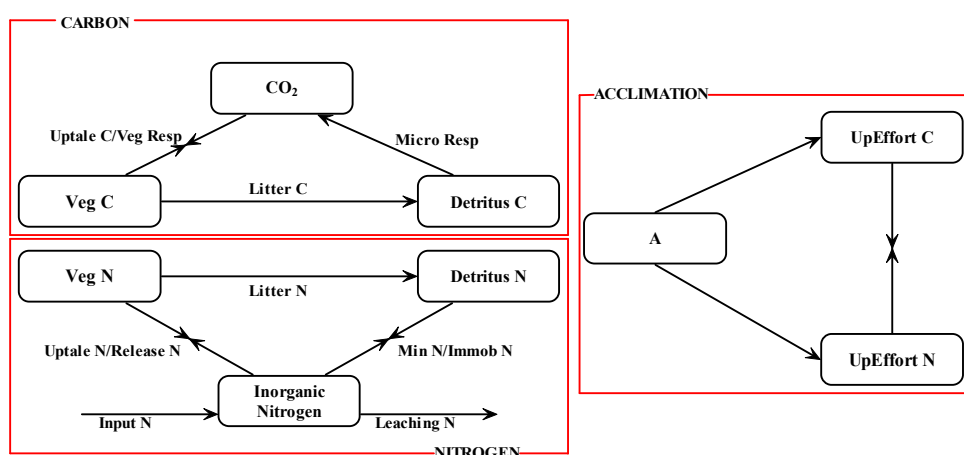 CARBON
CO₂
Uptale C/Veg Resp
Micro Resp
Veg C
Litter C
Detritus C
Veg N
Litter N
Detritus N
Uptale N/Release N
Min N/Immob N
Inorganic
Nitrogen
Input N
Leaching N
NITROGEN
ACCLIMATION
UpEffort C
A
UpEffort N